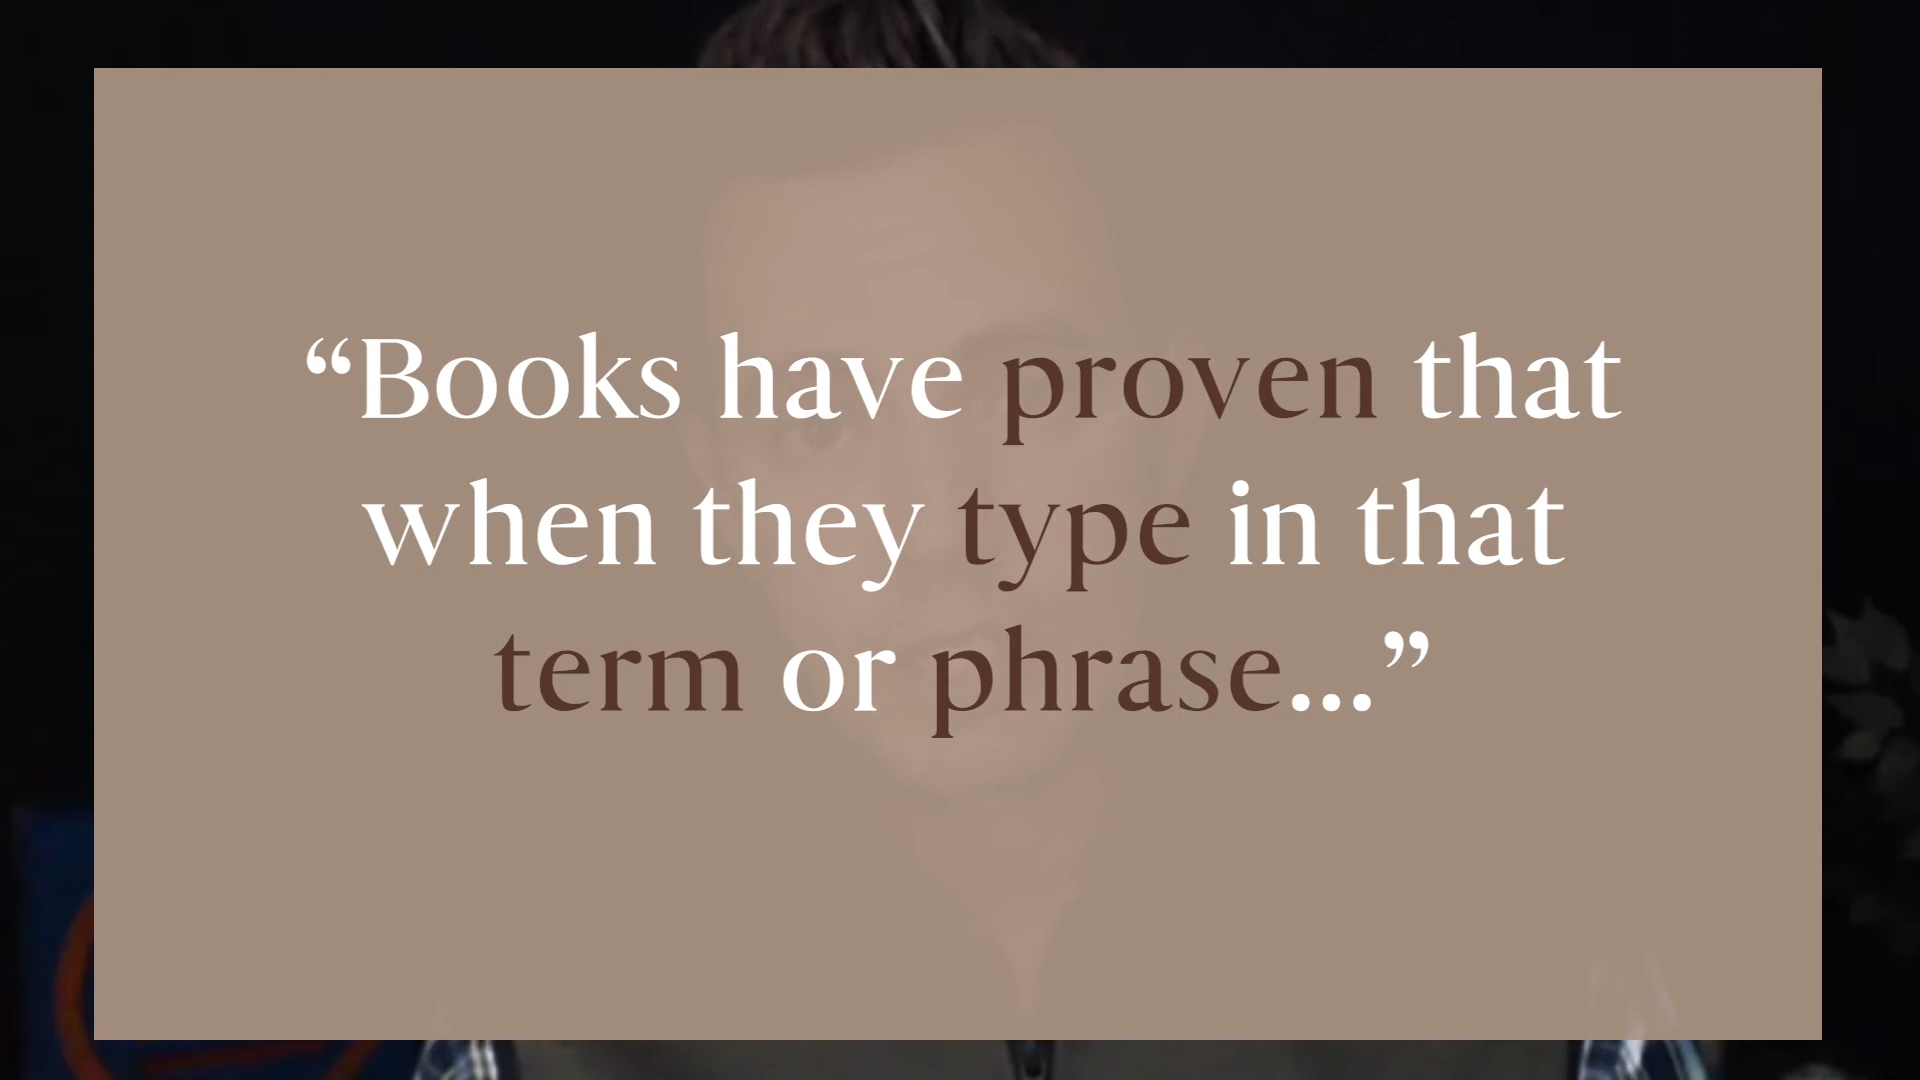 “Books have proven that
when they type in that
term or phrase...”